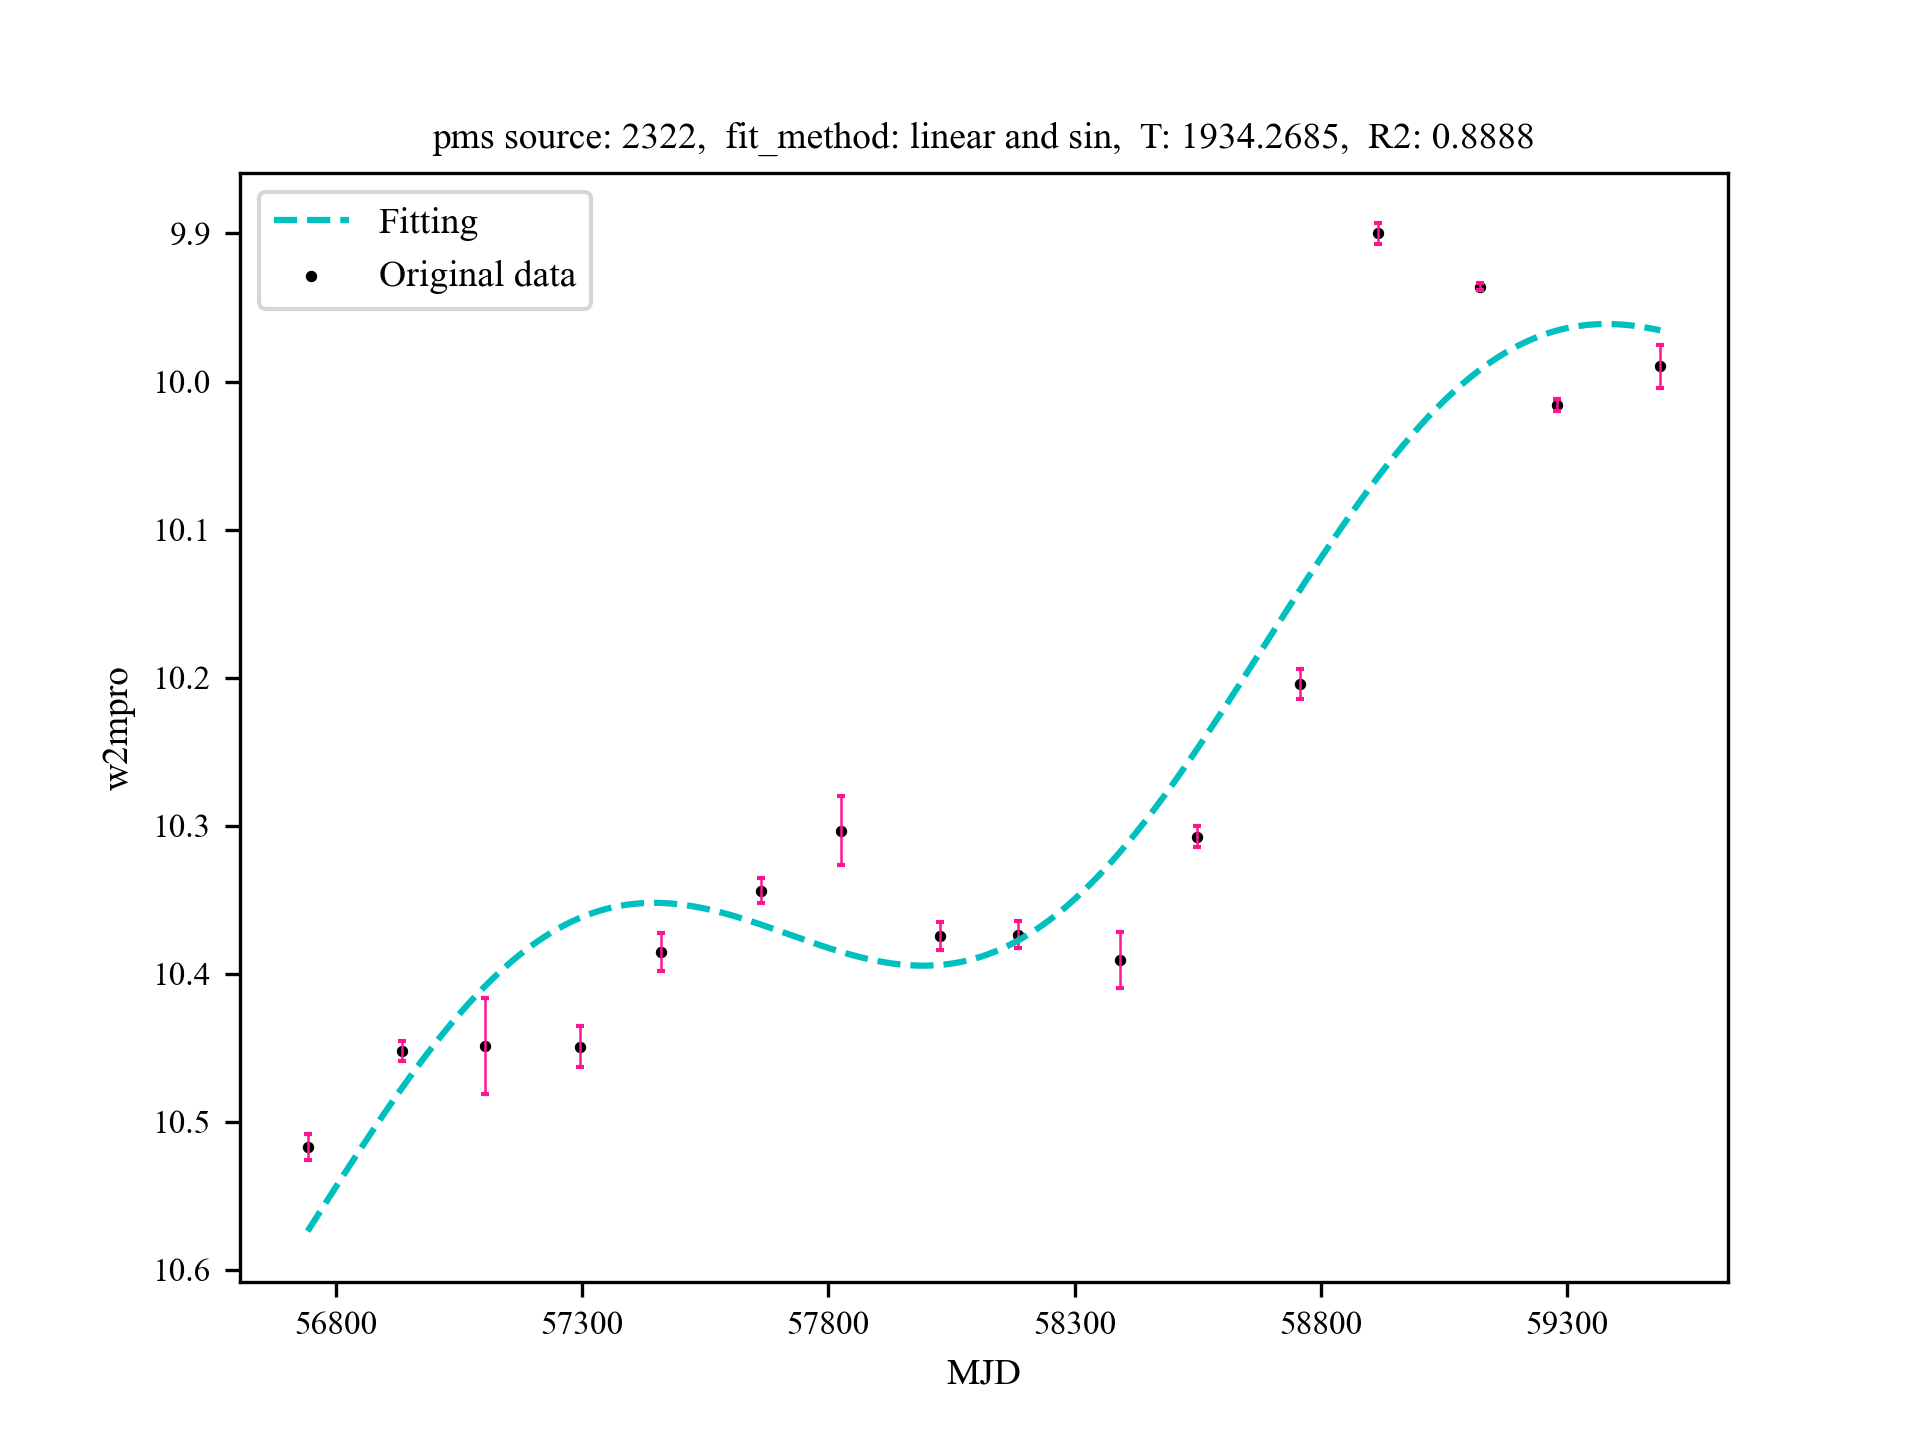 pms source: 2322,  fit_method: linear and sin,  T: 1934.2685,  R2: 0.8888
Fitting
Original data
9.9
10.0
10.1
10.2
10.3
10.4
10.5
10.6
w2mpro
56800 57300 57800 58300 58800 59300
MJD